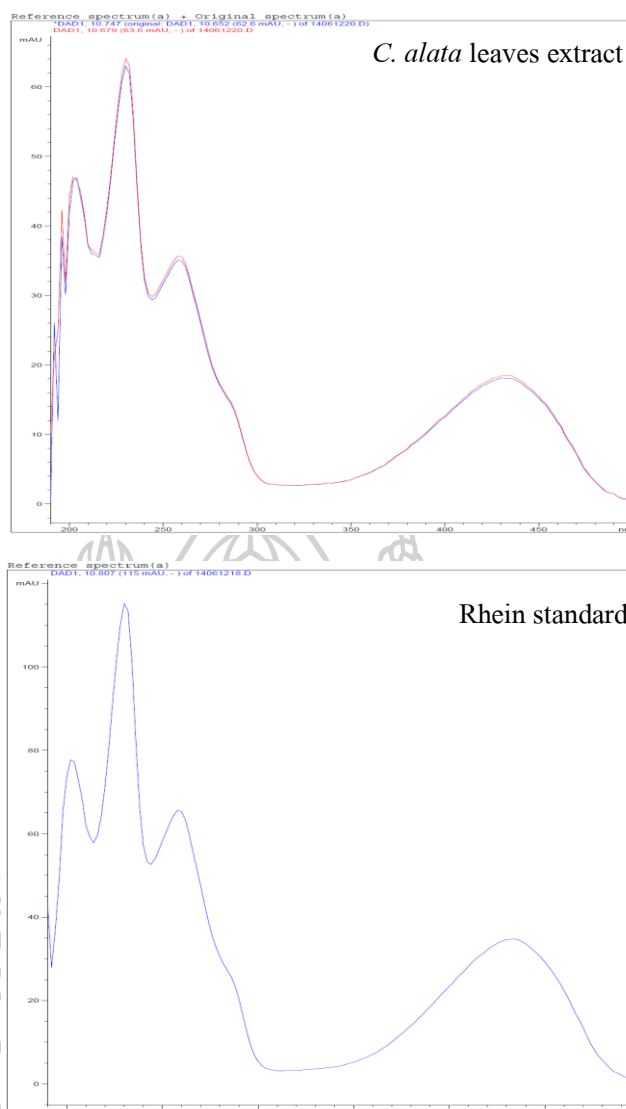 Reference spectrum(a) + Original spectrum(a)
*DAD1, 10.747 (original: DAD1, 10.652 (62.6 mAU, - ) of 14061220.D)
DAD1, 10.679 (63.6 mAU, - ) of 14061220.D
mAU
C. alata leaves extract
60
50
40
30
20
10
0
200 250 300 350 400 450
Reference spectrum(a)
DAD1, 10.807 (115 mAU, - ) of 14061218.D
mAU
Rhein standard
100
80
60
40
20
0